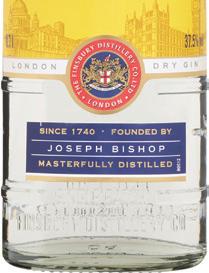 37.5%
LONDON DRY GIN
THE FINSBURY DISTILLERY CO. LTD
LONDON
SINCE 1740 • FOUNDED BY
JOSEPH BISHOP
MASTERFULLY DISTILLED